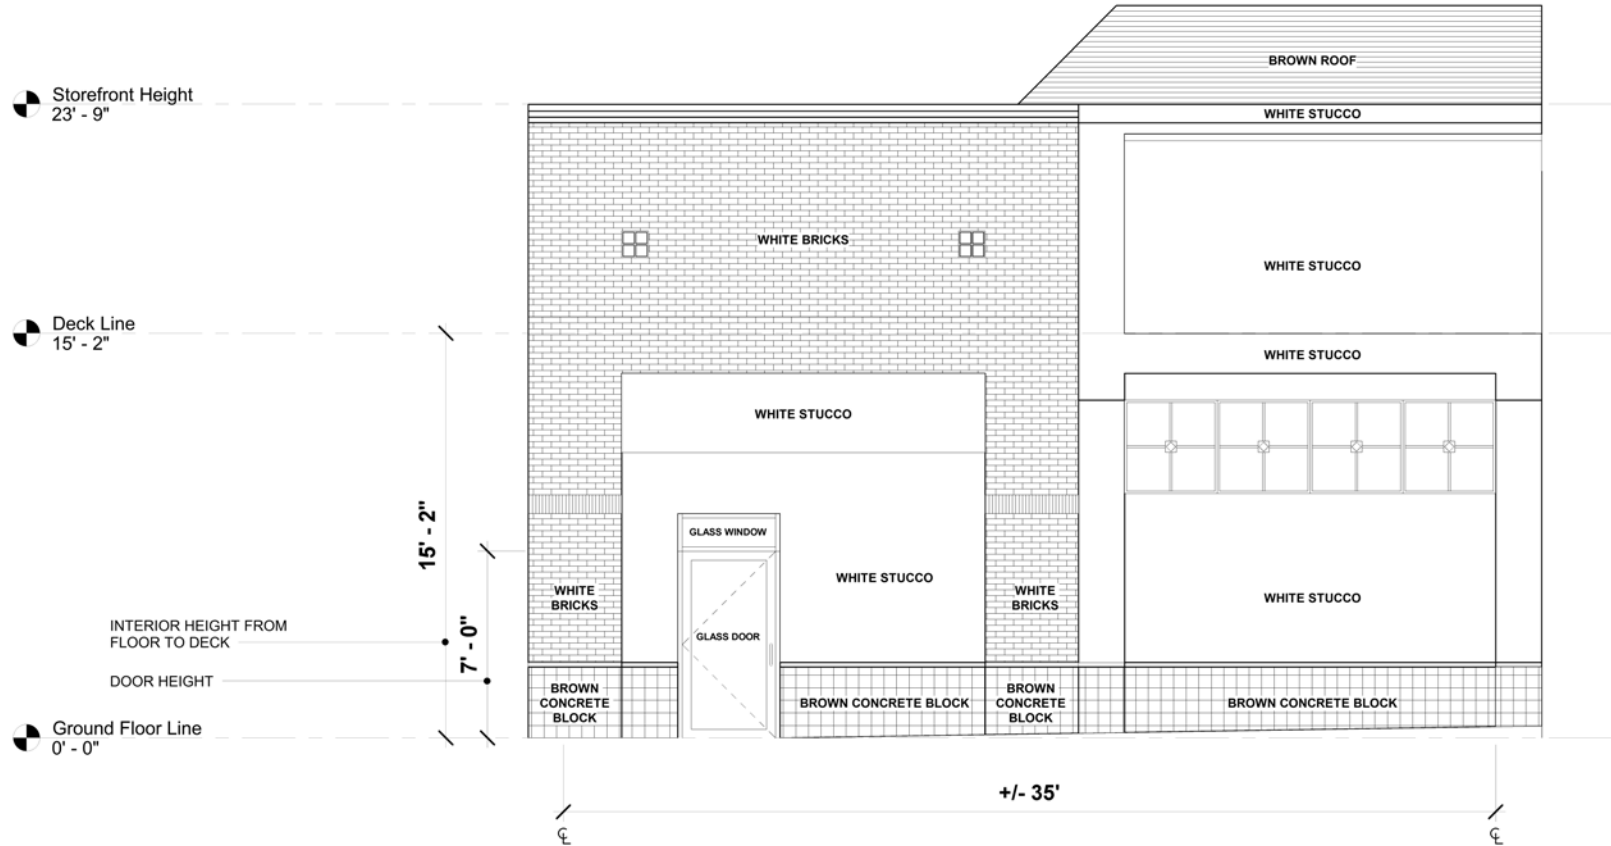 BROWN ROOF
Storefront Height
23' - 9"
WHITE STUCCO
WHITE BRICKS
WHITE STUCCO
Deck Line
15' - 2"
WHITE STUCCO
WHITE STUCCO
15' - 2"
GLASS WINDOW
WHITE STUCCO
WHITE
BRICKS
WHITE
BRICKS
WHITE STUCCO
INTERIOR HEIGHT FROM
FLOOR TO DECK
7' - 0"
GLASS DOOR
DOOR HEIGHT
BROWN
CONCRETE
BLOCK
BROWN CONCRETE BLOCK
BROWN
CONCRETE
BLOCK
BROWN CONCRETE BLOCK
Ground Floor Line
0' - 0"
+/- 35'
℄
℄